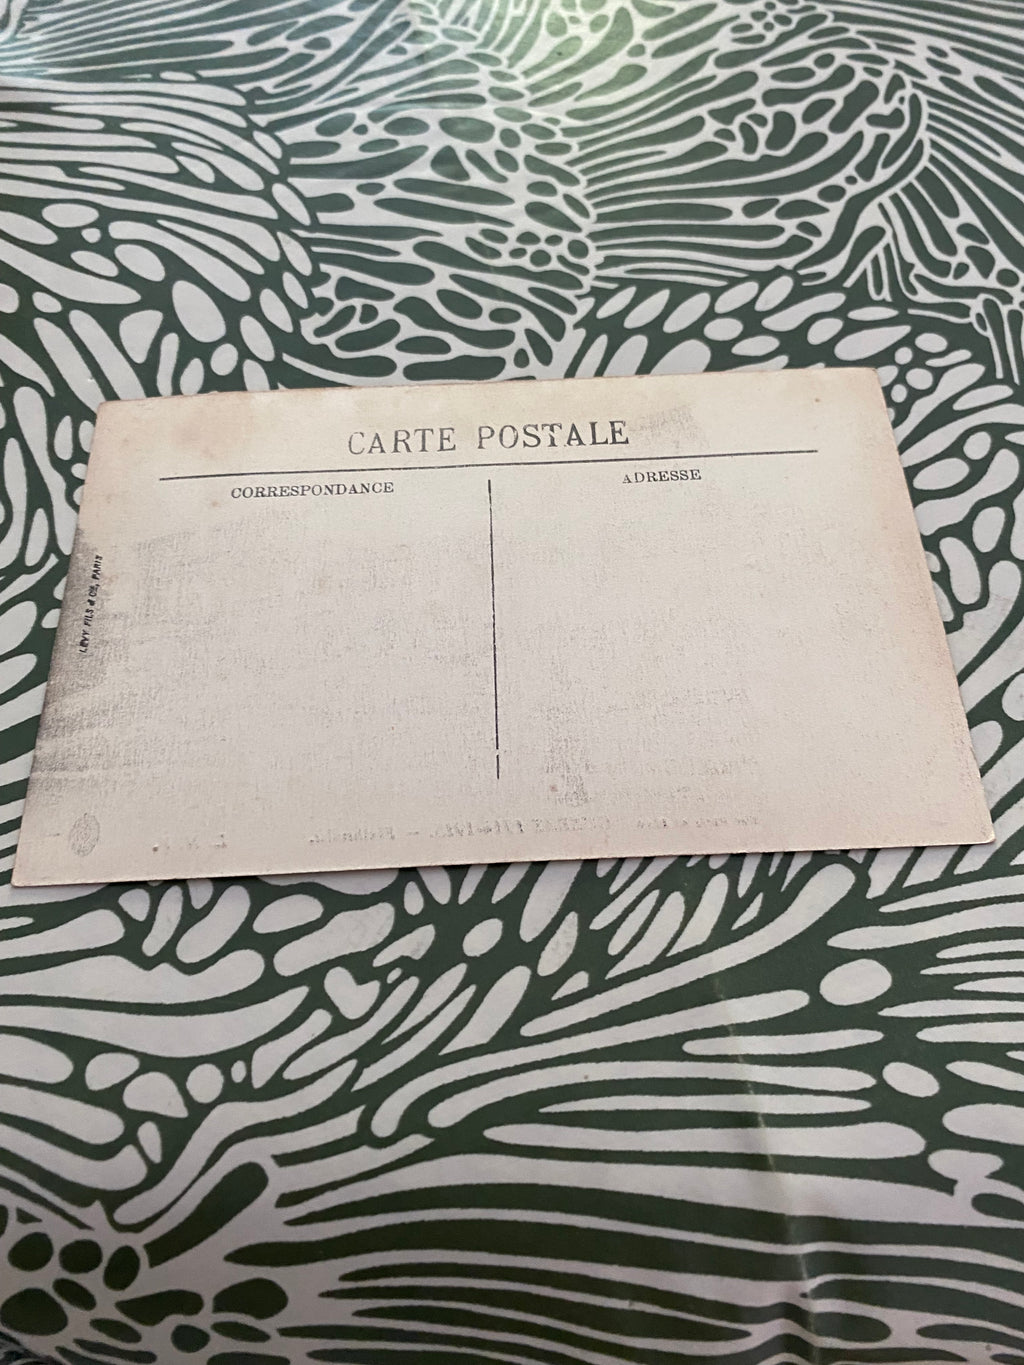 CARTE POSTALE
CORRESPONDANCE
ADRESSE
LÉVY FILS & Cie, PARIS